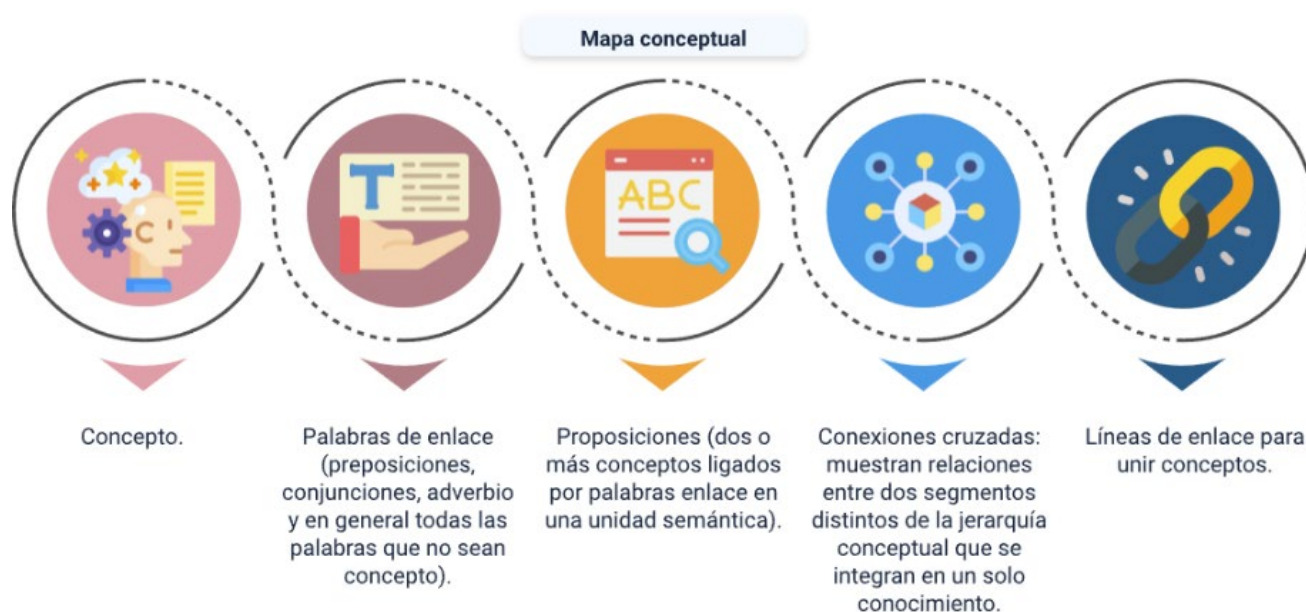 Mapa conceptual
T
ABC
Concepto.
Palabras de enlace
(preposiciones,
conjunciones, adverbio
y en general todas las
palabras que no sean
concepto).
Proposiciones (dos o
más conceptos ligados
por palabras enlace en
una unidad semántica).
Conexiones cruzadas:
muestran relaciones
entre dos segmentos
distintos de la jerarquía
conceptual que se
integran en un solo
conocimiento.
Líneas de enlace para
unir conceptos.